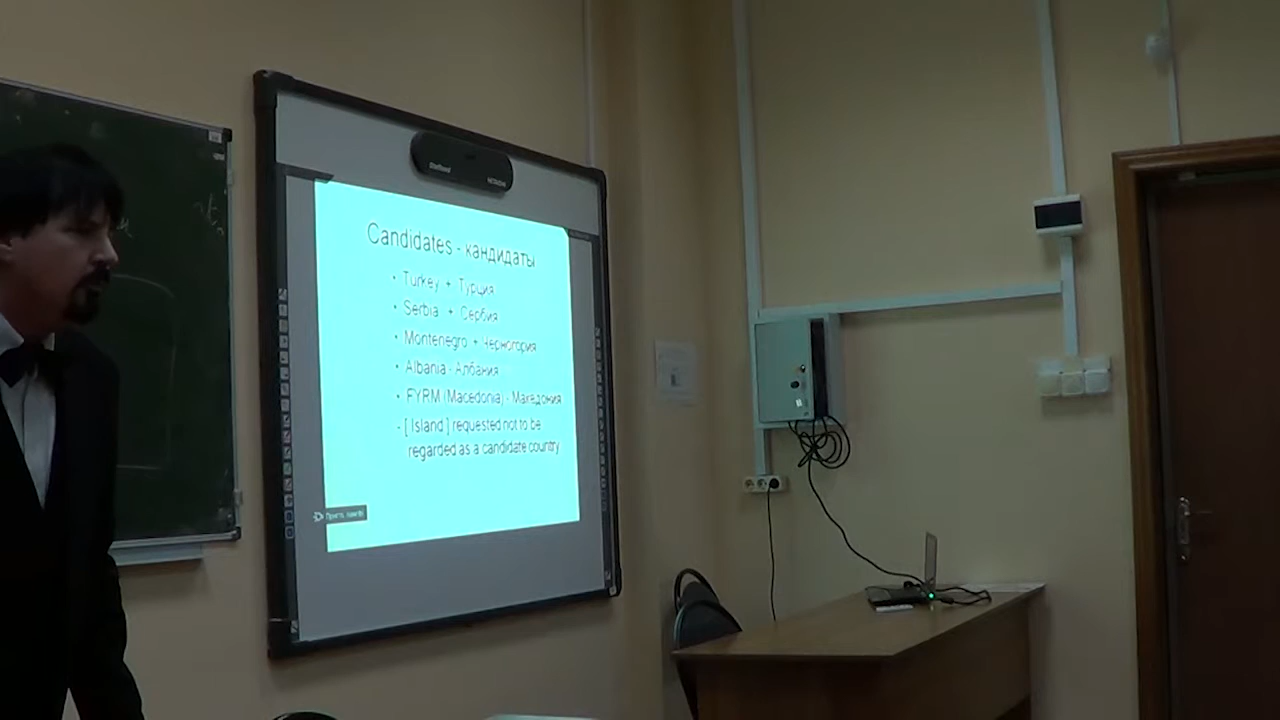 Candidates - кандидаты
• Turkey + Турция
• Serbia + Сербия
• Montenegro + Черногория
• Albania - Албания
• FYRM (Macedonia) - Македония
- [ Island ] requested not to be
regarded as a candidate country